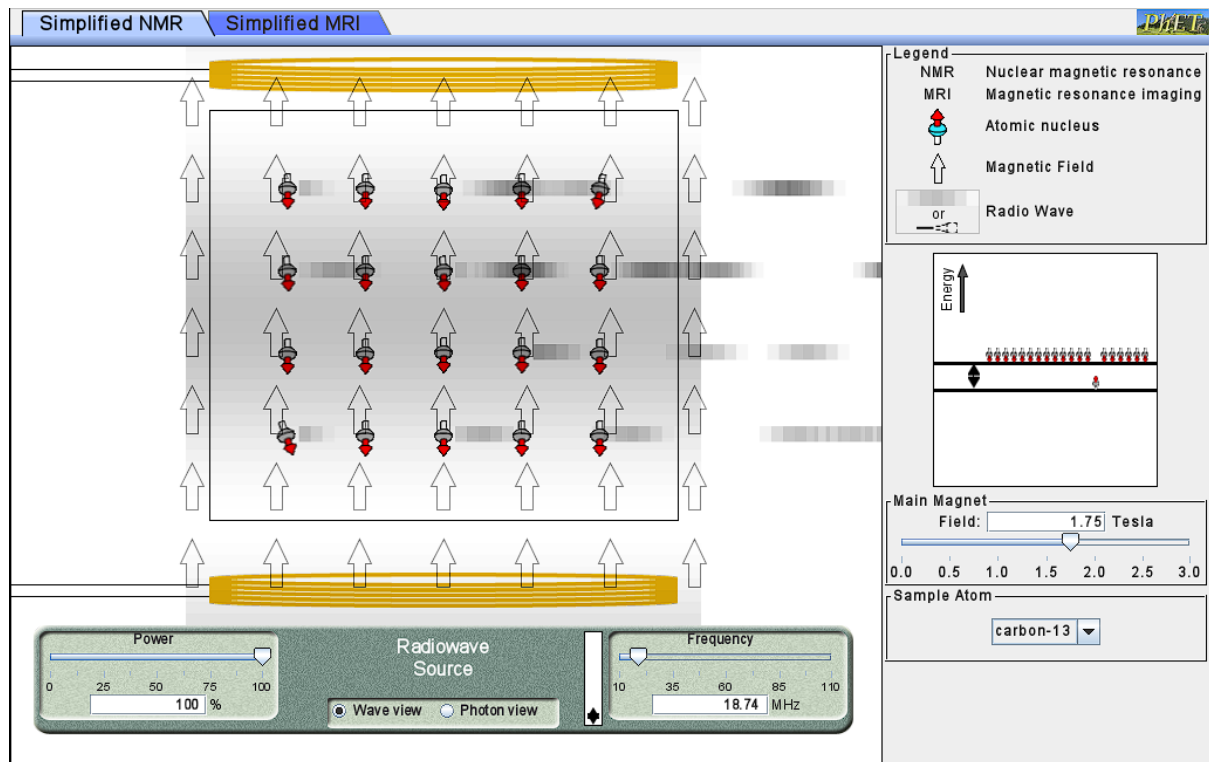 Simplified NMR
Simplified MRI
PhET
Legend
NMR Nuclear magnetic resonance
MRI Magnetic resonance imaging
Atomic nucleus
Magnetic Field
or
Radio Wave
Energy
Main Magnet
Field: 1.75 Tesla
0.0 0.5 1.0 1.5 2.0 2.5 3.0
Sample Atom
carbon-13
Power
0 25 50 75 100
100 %
Radiowave
Source
Wave view Photon view
Frequency
10 35 60 85 110
18.74 MHz